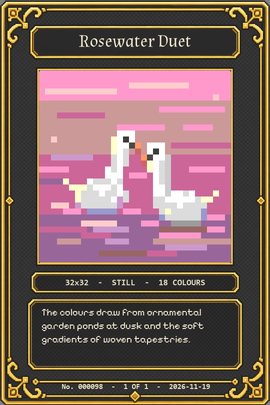 Rosewater Duet
32x32 - STILL - 18 COLOURS
The colours draw from ornamental
garden ponds at dusk and the soft
gradients of woven tapestries.
No. 000098 - 1 OF 1 - 2026-11-19